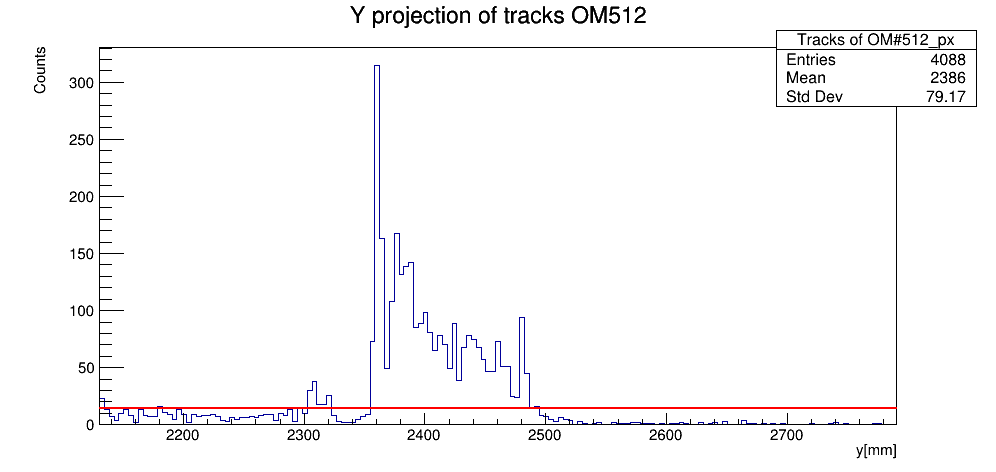 Y projection of tracks OM512
Tracks of OM#512_px
Entries 4088
Mean 2386
Std Dev 79.17
Counts
300
250
200
150
100
50
0
2200 2300 2400 2500 2600 2700
y[mm]